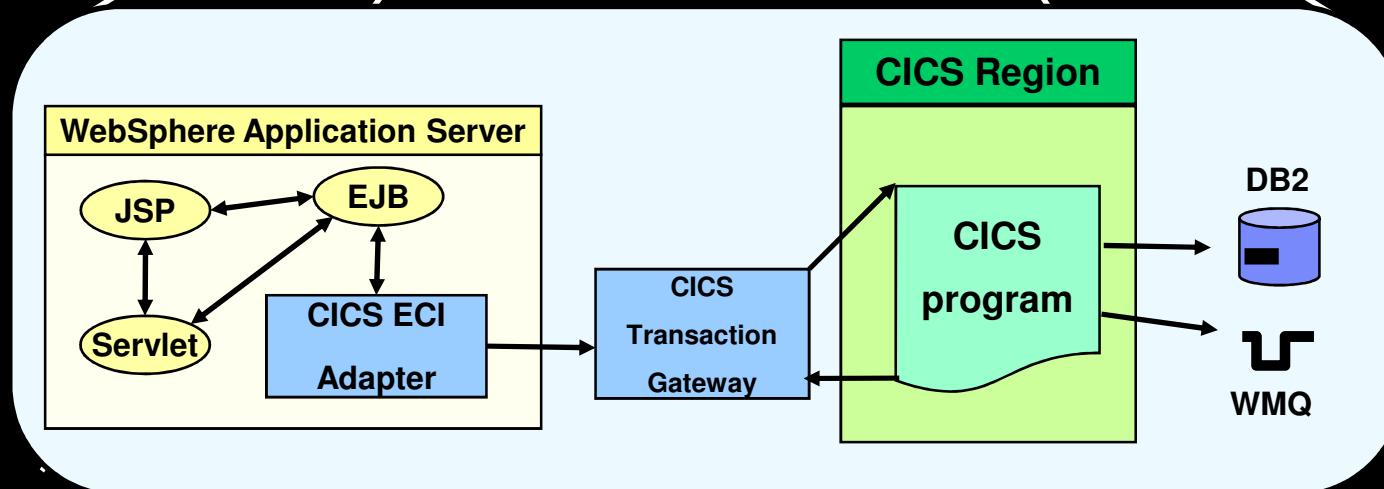 CICS Region
WebSphere Application Server
JSP
EJB
DB2
CICS
program
CICS
Transaction
Gateway
CICS ECI
Adapter
Servlet
WMQ